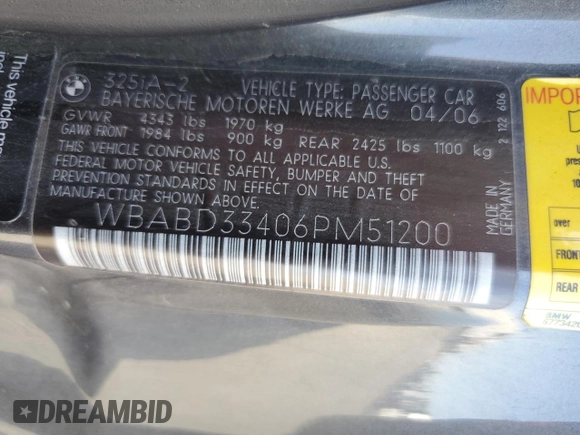 325iA-2 VEHICLE TYPE: PASSENGER CAR
BAYERISCHE MOTOREN WERKE AG 04/06
GVWR 4343 lbs 1970 kg
GAWR FRONT 1984 lbs 900 kg REAR 2425 lbs 1100 kg
THIS VEHICLE CONFORMS TO ALL APPLICABLE U.S.
FEDERAL MOTOR VEHICLE SAFETY, BUMPER AND THEFT
PREVENTION STANDARDS IN EFFECT ON THE DATE OF
MANUFACTURE SHOWN ABOVE.
WBABD33406PM51200
MADE IN
GERMANY
2 122 606
This vehicle
incl
over
FRONT
REAR
BMW
DREAMBID